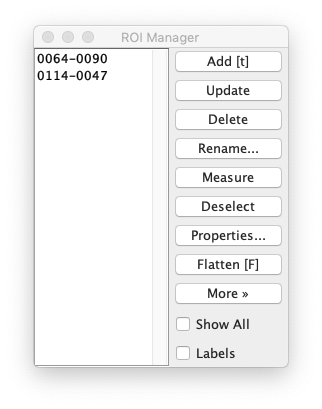 ROI Manager
0064-0090
0114-0047
Add [t]
Update
Delete
Rename...
Measure
Deselect
Properties...
Flatten [F]
More »
Show All
Labels